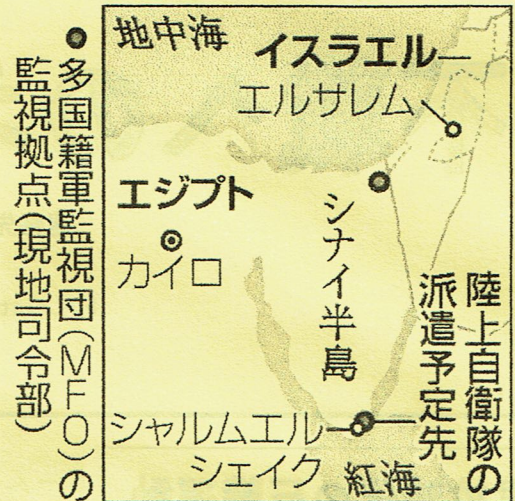 地中海
イスラエル
エルサレム
エジプト
カイロ
シナイ半島
陸上自衛隊の
派遣予定先
シャルムエル
シェイク
紅海
●多国籍軍監視団(MFO)の
監視拠点(現地司令部)